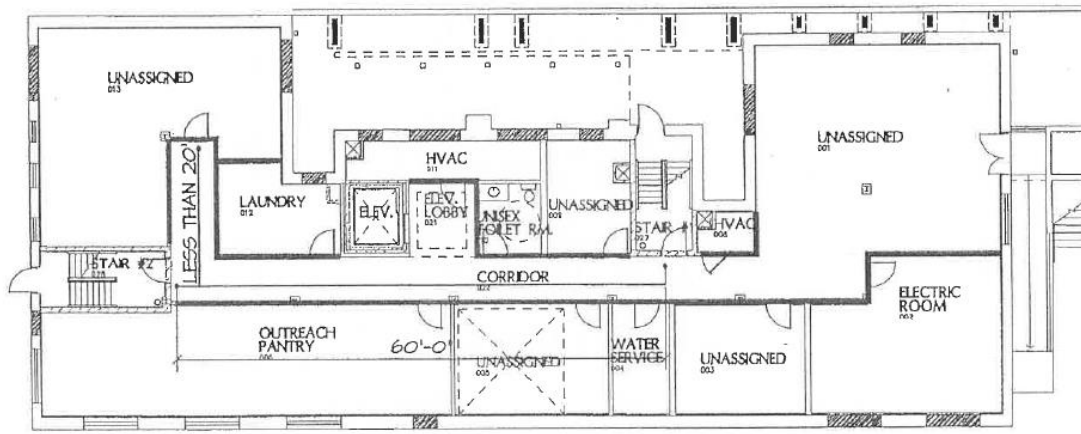 UNASSIGNED
013
UNASSIGNED
001
HVAC
011
LESS THAN 20'
LAUNDRY
012
ELEV.
ELEV.
LOBBY
021
UNISEX
TOILET RM.
UNASSIGNED
STAIR #1
HVAC
STAIR #2
CORRIDOR
ELECTRIC
ROOM
002
OUTREACH
PANTRY
006
60'-0"
UNASSIGNED
005
WATER
SERVICE
004
UNASSIGNED
003